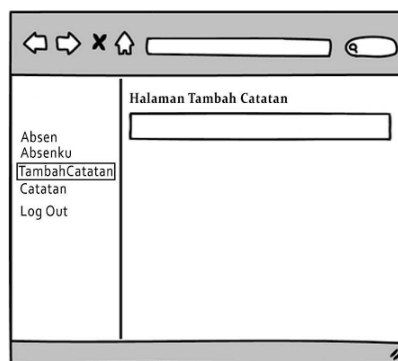 Halaman Tambah Catatan
Absen
Absenku
TambahCatatan
Catatan
Log Out